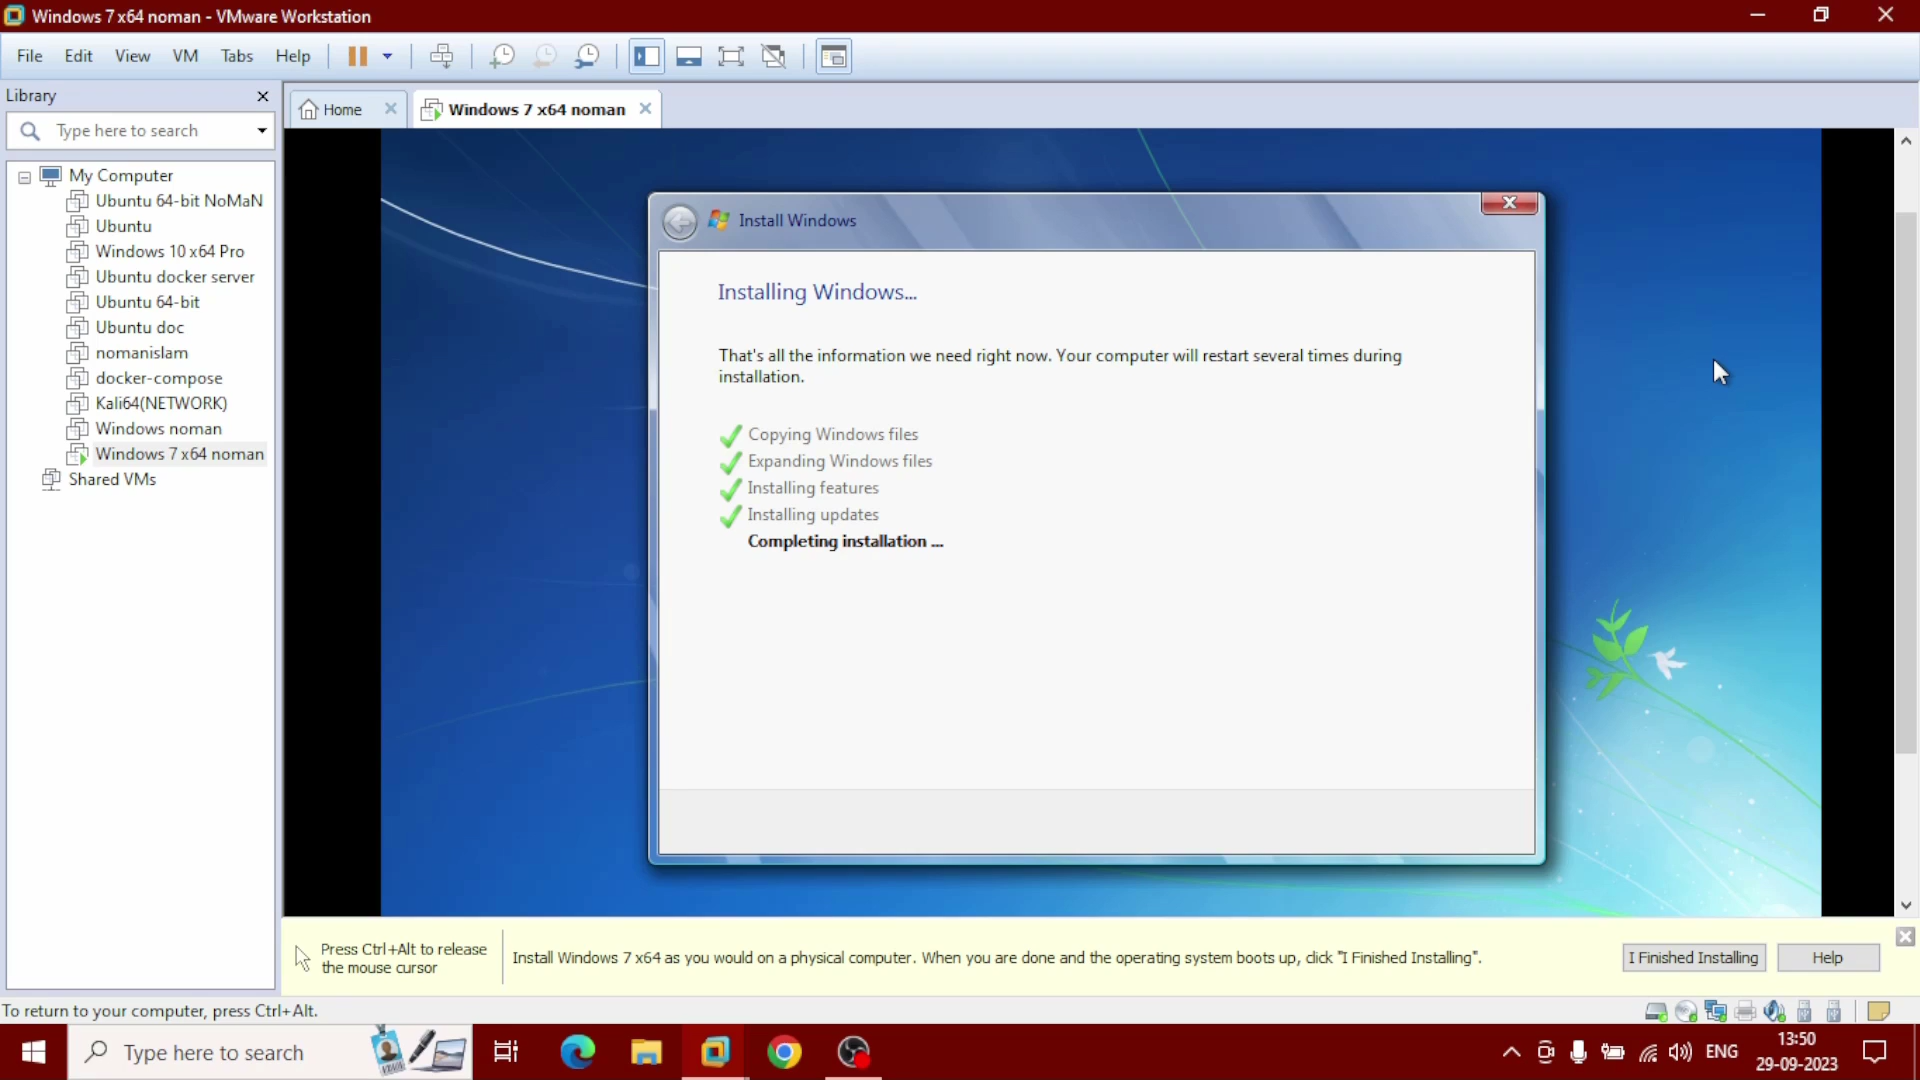 Windows 7 x64 noman - VMware Workstation
File Edit View VM Tabs Help
Library
Home
Windows 7 x64 noman
Type here to search
My Computer
Ubuntu 64-bit NoMaN
Ubuntu
Windows 10 x64 Pro
Ubuntu docker server
Ubuntu 64-bit
Ubuntu doc
nomanislam
docker-compose
Kali64(NETWORK)
Windows noman
Windows 7 x64 noman
Shared VMs
Install Windows
Installing Windows...
That's all the information we need right now. Your computer will restart several times during
installation.
Copying Windows files
Expanding Windows files
Installing features
Installing updates
Completing installation ...
Press Ctrl+Alt to release
the mouse cursor
Install Windows 7 x64 as you would on a physical computer. When you are done and the operating system boots up, click "I Finished Installing".
I Finished Installing
Help
To return to your computer, press Ctrl+Alt.
Type here to search
ENG
13:50
29-09-2023